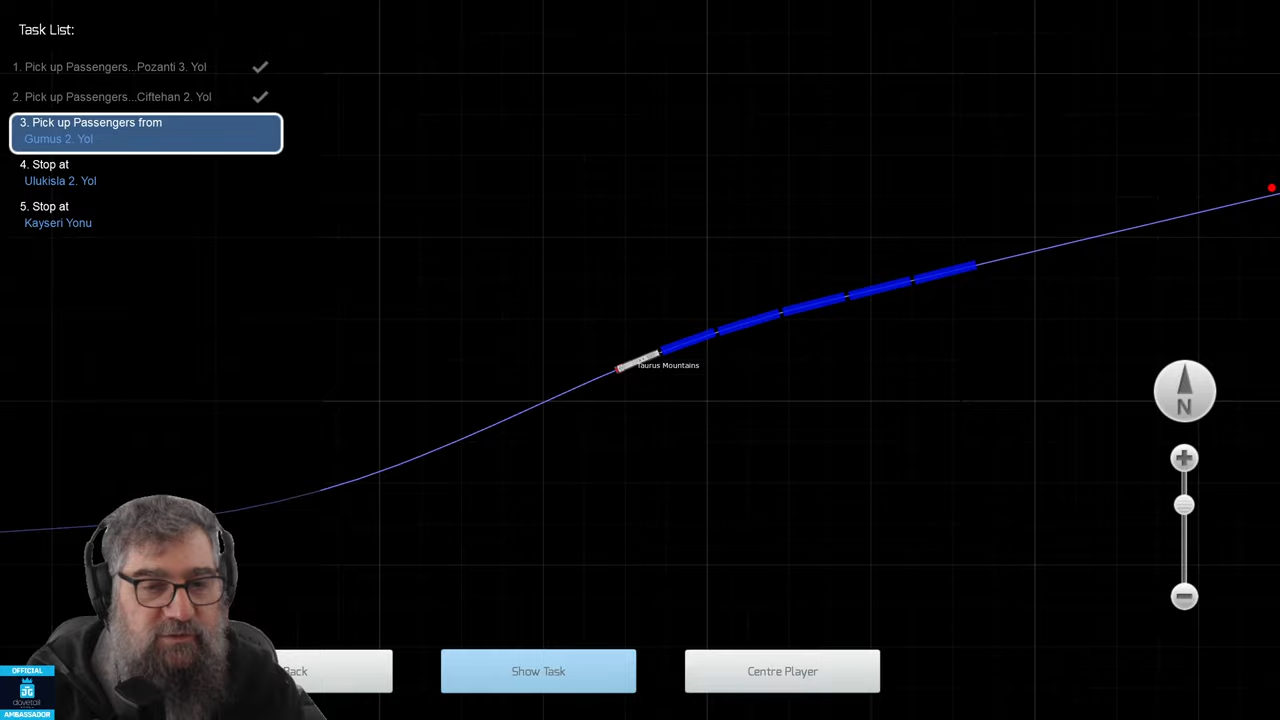 Task List:
1. Pick up Passengers...Pozanti 3. Yol
2. Pick up Passengers...Ciftehan 2. Yol
3. Pick up Passengers from
Gumus 2. Yol
4. Stop at
Ulukisla 2. Yol
5. Stop at
Kayseri Yonu
Taurus Mountains
N
Back
Show Task
Centre Player
OFFICIAL
dovetail
AMBASSADOR